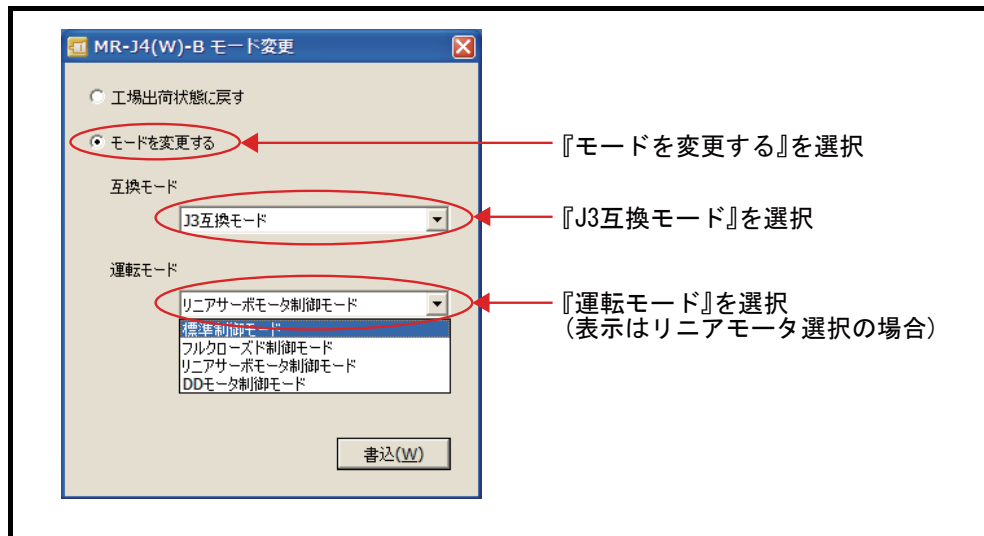 MR-J4(W)-B モード変更
工場出荷状態に戻す
モードを変更する
『モードを変更する』を選択
互換モード
J3互換モード
『J3互換モード』を選択
運転モード
リニアサーボモータ制御モード
『運転モード』を選択
(表示はリニアモータ選択の場合)
標準制御モード
フルクローズド制御モード
リニアサーボモータ制御モード
DDモータ制御モード
書込(W)